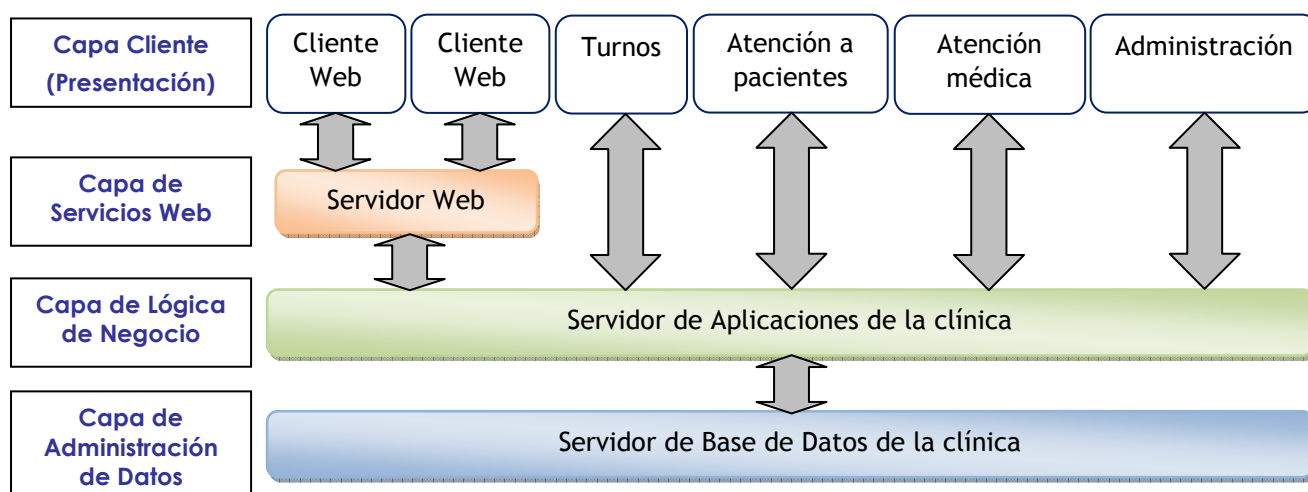 Capa Cliente
(Presentación)
Cliente
Web
Cliente
Web
Turnos
Atención a
pacientes
Atención
médica
Administración
Capa de
Servicios Web
Servidor Web
Capa de Lógica
de Negocio
Servidor de Aplicaciones de la clínica
Capa de
Administración
de Datos
Servidor de Base de Datos de la clínica